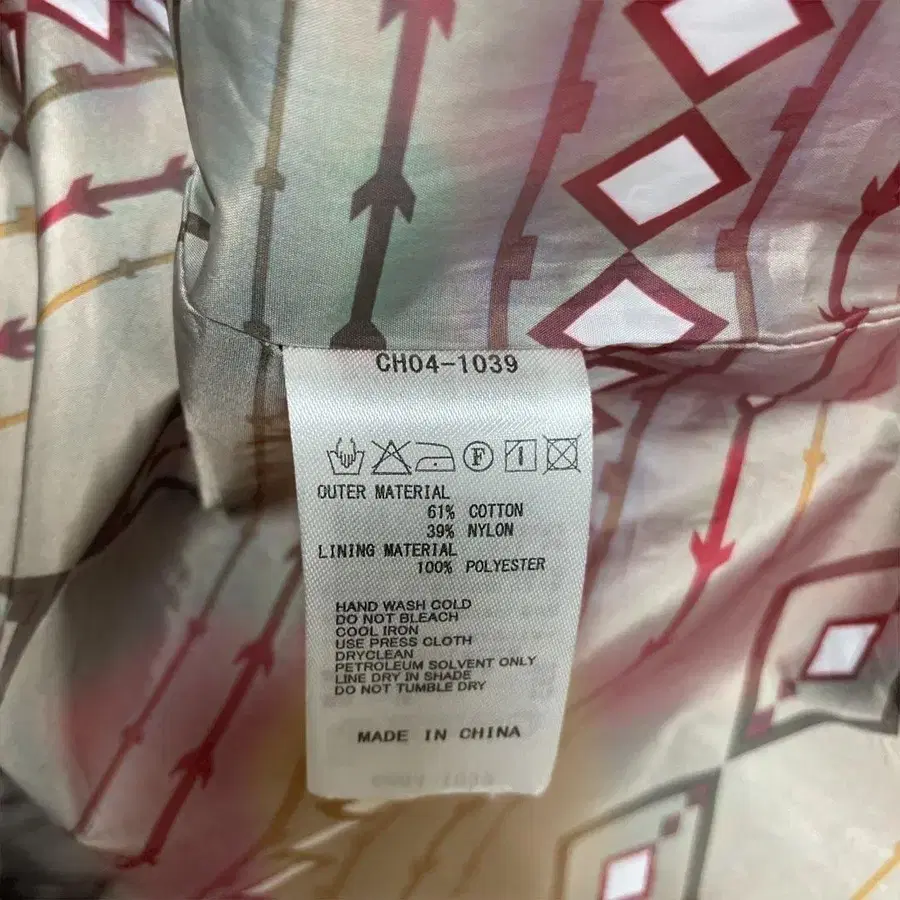 CH04-1039
F
OUTER MATERIAL
61% COTTON
39% NYLON
LINING MATERIAL
100% POLYESTER
HAND WASH COLD
DO NOT BLEACH
COOL IRON
USE PRESS CLOTH
DRYCLEAN
PETROLEUM SOLVENT ONLY
LINE DRY IN SHADE
DO NOT TUMBLE DRY
MADE IN CHINA